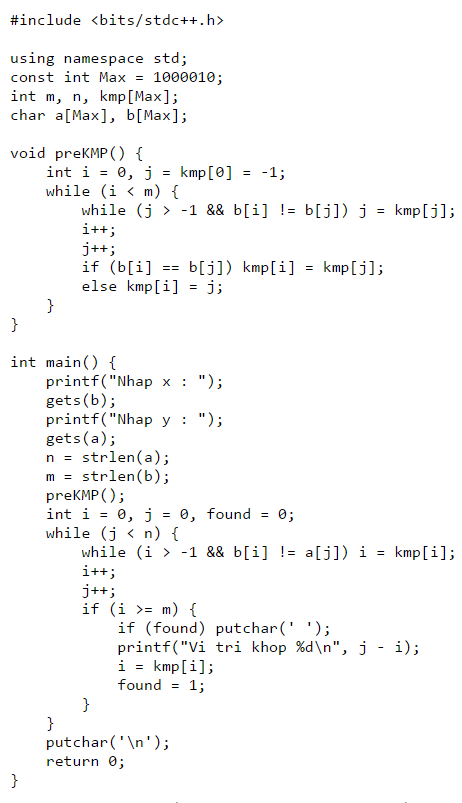 #include <bits/stdc++.h>

using namespace std;
const int Max = 1000010;
int m, n, kmp[Max];
char a[Max], b[Max];

void preKMP() {
    int i = 0, j = kmp[0] = -1;
    while (i < m) {
        while (j > -1 && b[i] != b[j]) j = kmp[j];
        i++;
        j++;
        if (b[i] == b[j]) kmp[i] = kmp[j];
        else kmp[i] = j;
    }
}

int main() {
    printf("Nhap x : ");
    gets(b);
    printf("Nhap y : ");
    gets(a);
    n = strlen(a);
    m = strlen(b);
    preKMP();
    int i = 0, j = 0, found = 0;
    while (j < n) {
        while (i > -1 && b[i] != a[j]) i = kmp[i];
        i++;
        j++;
        if (i >= m) {
            if (found) putchar(' ');
            printf("Vi tri khop %d\n", j - i);
            i = kmp[i];
            found = 1;
        }
    }
    putchar('\n');
    return 0;
}